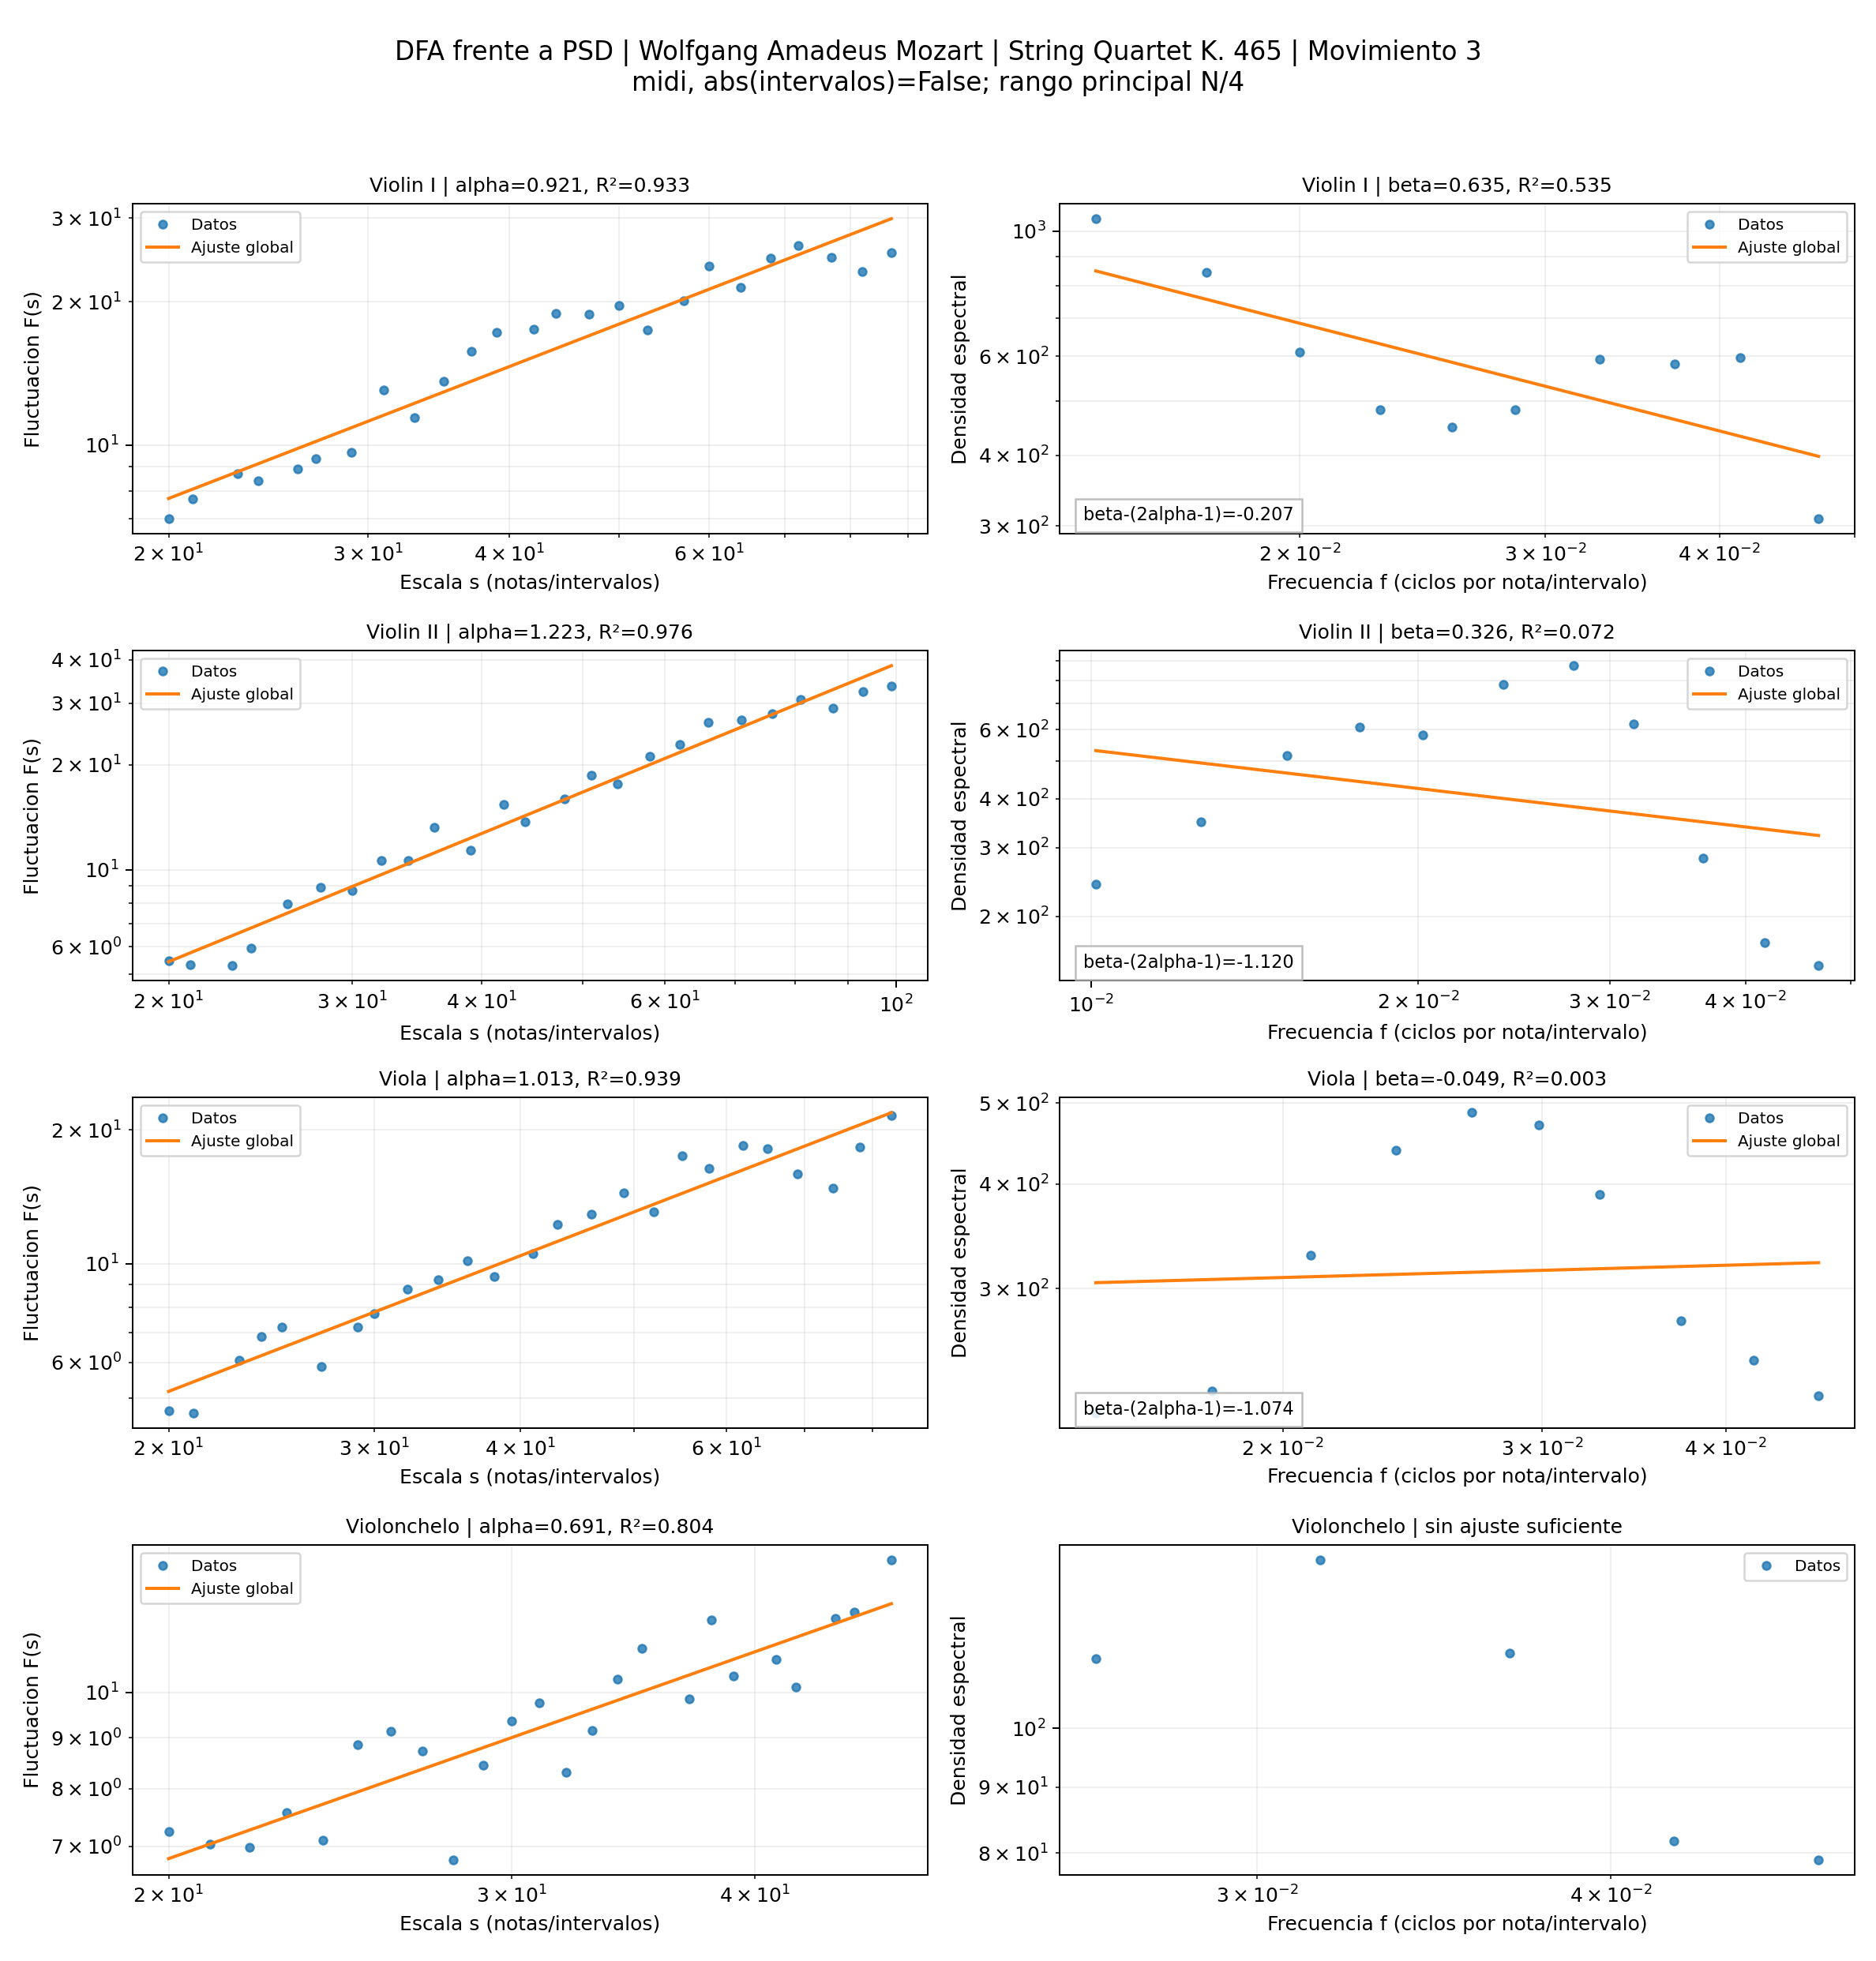 DFA frente a PSD | Wolfgang Amadeus Mozart | String Quartet K. 465 | Movimiento 3
midi, abs(intervalos)=False; rango principal N/4
Violin I | alpha=0.921, R²=0.933
Datos
Ajuste global
3 × 10¹
2 × 10¹
10¹
Fluctuacion F(s)
2 × 10¹
3 × 10¹
4 × 10¹
6 × 10¹
Escala s (notas/intervalos)
Violin I | beta=0.635, R²=0.535
Datos
Ajuste global
10³
6 × 10²
4 × 10²
3 × 10²
Densidad espectral
beta-(2alpha-1)=-0.207
2 × 10⁻²
3 × 10⁻²
4 × 10⁻²
Frecuencia f (ciclos por nota/intervalo)
Violin II | alpha=1.223, R²=0.976
Datos
Ajuste global
4 × 10¹
3 × 10¹
2 × 10¹
10¹
6 × 10⁰
Fluctuacion F(s)
2 × 10¹
3 × 10¹
4 × 10¹
6 × 10¹
10²
Escala s (notas/intervalos)
Violin II | beta=0.326, R²=0.072
Datos
Ajuste global
6 × 10²
4 × 10²
3 × 10²
2 × 10²
Densidad espectral
beta-(2alpha-1)=-1.120
10⁻²
2 × 10⁻²
3 × 10⁻²
4 × 10⁻²
Frecuencia f (ciclos por nota/intervalo)
Viola | alpha=1.013, R²=0.939
Datos
Ajuste global
2 × 10¹
10¹
6 × 10⁰
Fluctuacion F(s)
2 × 10¹
3 × 10¹
4 × 10¹
6 × 10¹
Escala s (notas/intervalos)
Viola | beta=-0.049, R²=0.003
Datos
Ajuste global
5 × 10²
4 × 10²
3 × 10²
Densidad espectral
beta-(2alpha-1)=-1.074
2 × 10⁻²
3 × 10⁻²
4 × 10⁻²
Frecuencia f (ciclos por nota/intervalo)
Violonchelo | alpha=0.691, R²=0.804
Datos
Ajuste global
10¹
9 × 10⁰
8 × 10⁰
7 × 10⁰
Fluctuacion F(s)
2 × 10¹
3 × 10¹
4 × 10¹
Escala s (notas/intervalos)
Violonchelo | sin ajuste suficiente
Datos
10²
9 × 10¹
8 × 10¹
Densidad espectral
3 × 10⁻²
4 × 10⁻²
Frecuencia f (ciclos por nota/intervalo)